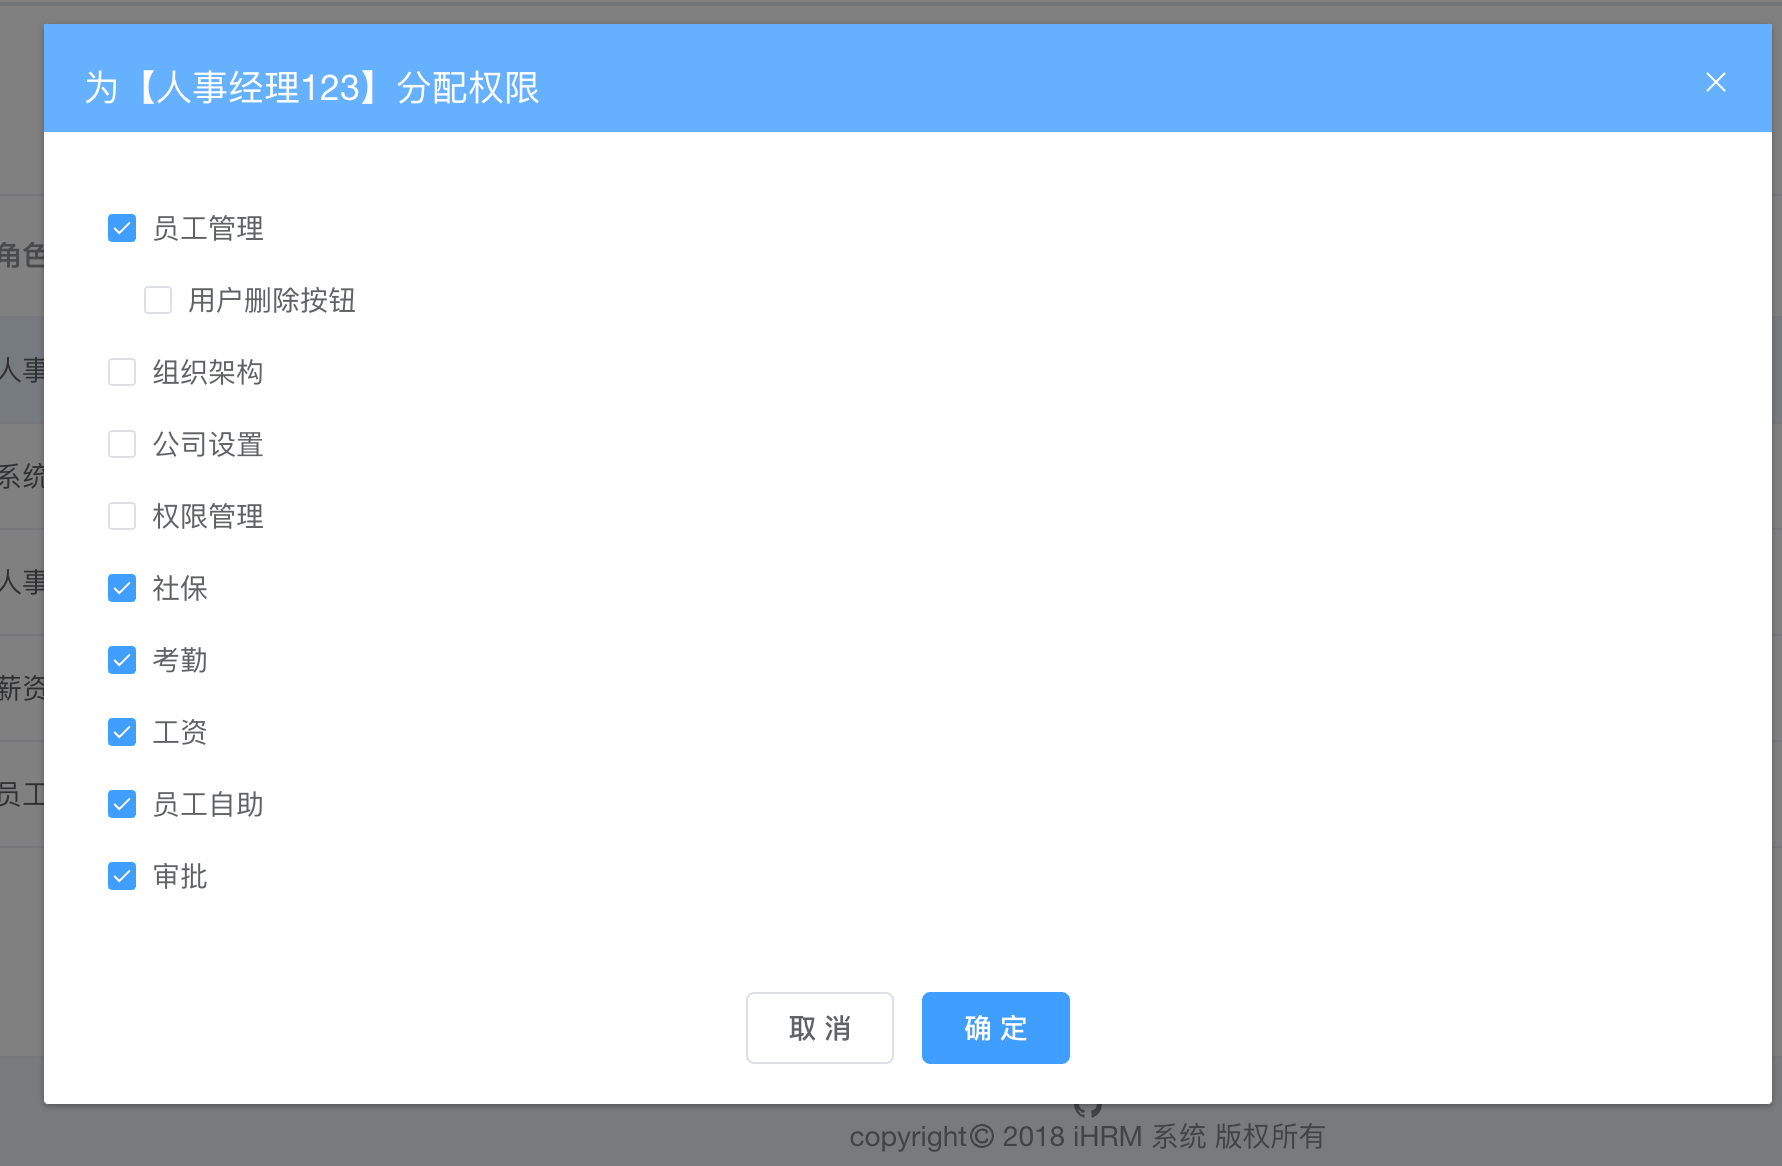 为【人事经理123】分配权限
员工管理
角色
用户删除按钮
人事
组织架构
公司设置
系统
权限管理
人事
社保
考勤
薪资
工资
员工
员工自助
审批
取 消
确 定
copyright© 2018 iHRM 系统 版权所有